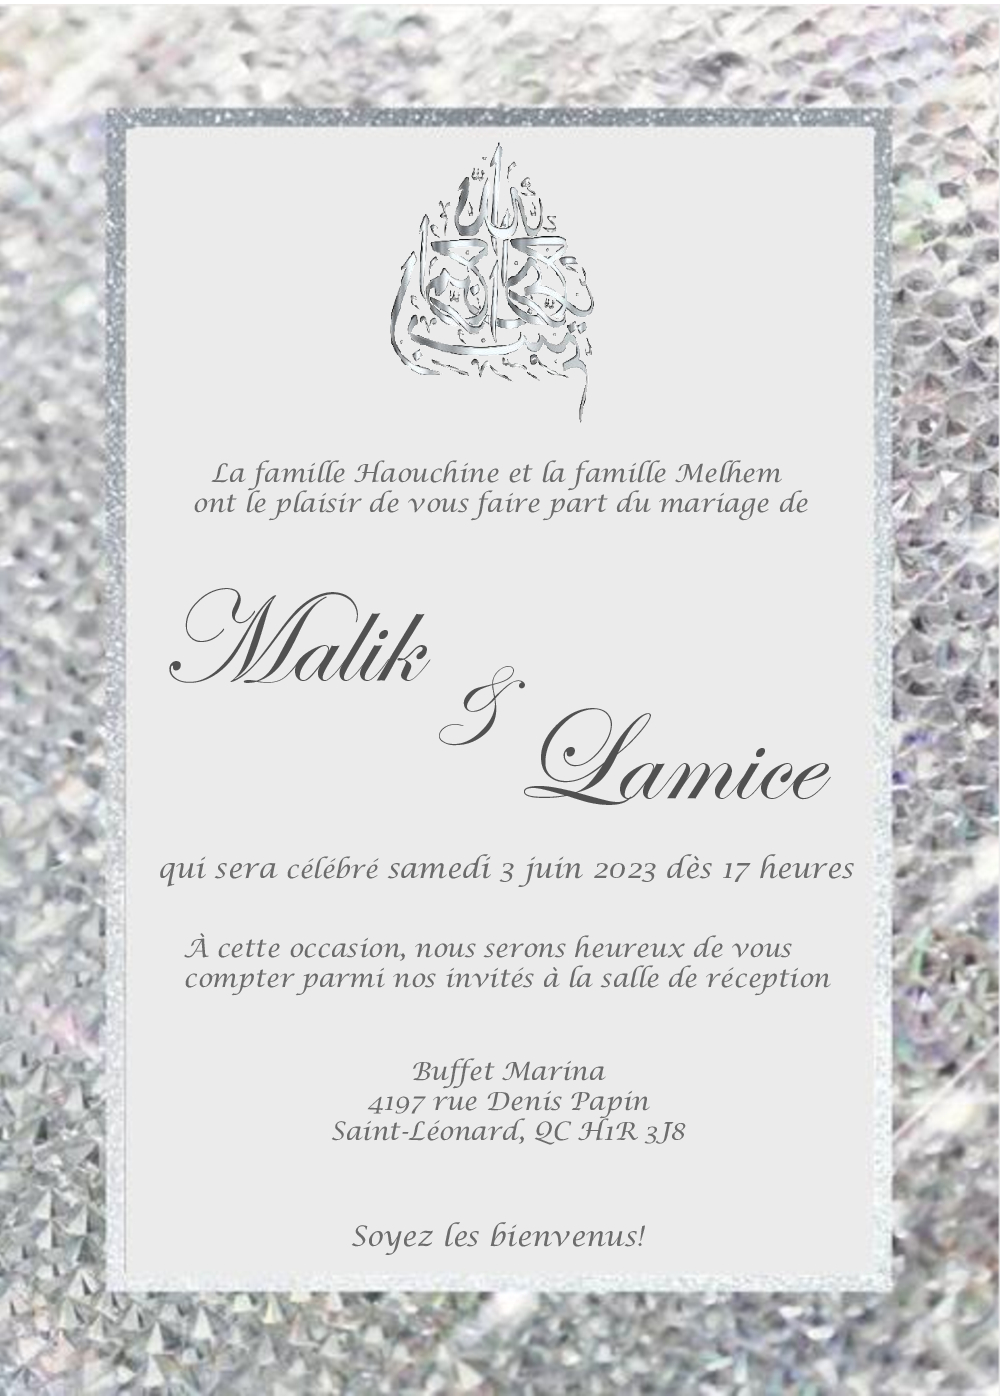 La famille Haouchine et la famille Melhem
ont le plaisir de vous faire part du mariage de
Malik
&
Lamice
qui sera célébré samedi 3 juin 2023 dès 17 heures
À cette occasion, nous serons heureux de vous
compter parmi nos invités à la salle de réception
Buffet Marina
4197 rue Denis Papin
Saint-Léonard, QC H1R 3J8
Soyez les bienvenus!